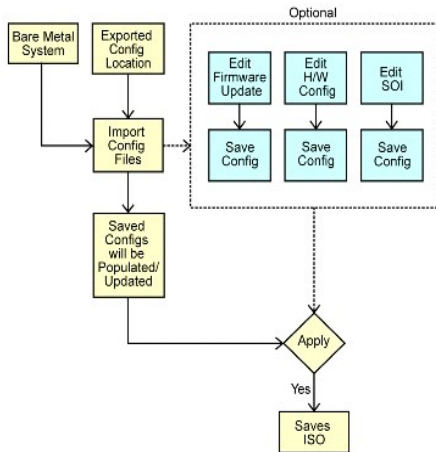 Optional
Bare Metal
System
Exported
Config
Location
Edit
Firmware
Update
Edit
H/W
Config
Edit
SOI
Import
Config
Files
Save
Config
Save
Config
Save
Config
Saved
Configs
will be
Populated/
Updated
Apply
Yes
Saves
ISO